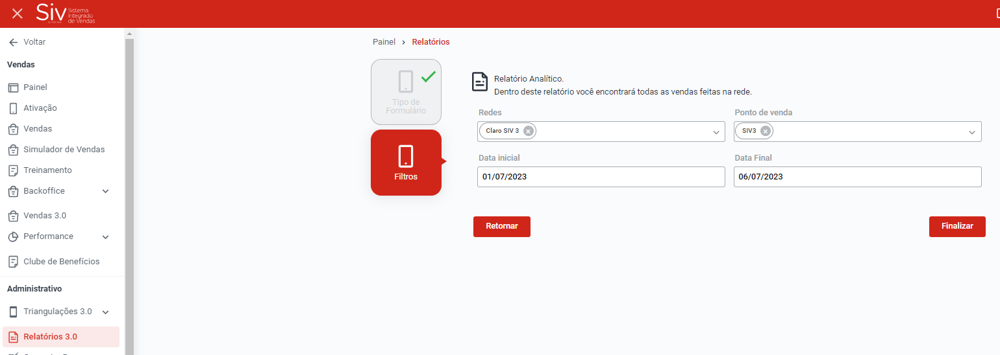 Siv Sistema
Integrado
de Vendas
Voltar
Vendas
Painel
Ativação
Vendas
Simulador de Vendas
Treinamento
Backoffice
Vendas 3.0
Performance
Clube de Benefícios
Administrativo
Triangulações 3.0
Relatórios 3.0
Painel › Relatórios
Tipo de
Formulário
Filtros
Relatório Analítico.
Dentro deste relatório você encontrará todas as vendas feitas na rede.
Redes
Claro SIV 3
Ponto de venda
SIV3
Data inicial
01/07/2023
Data Final
06/07/2023
Retornar
Finalizar